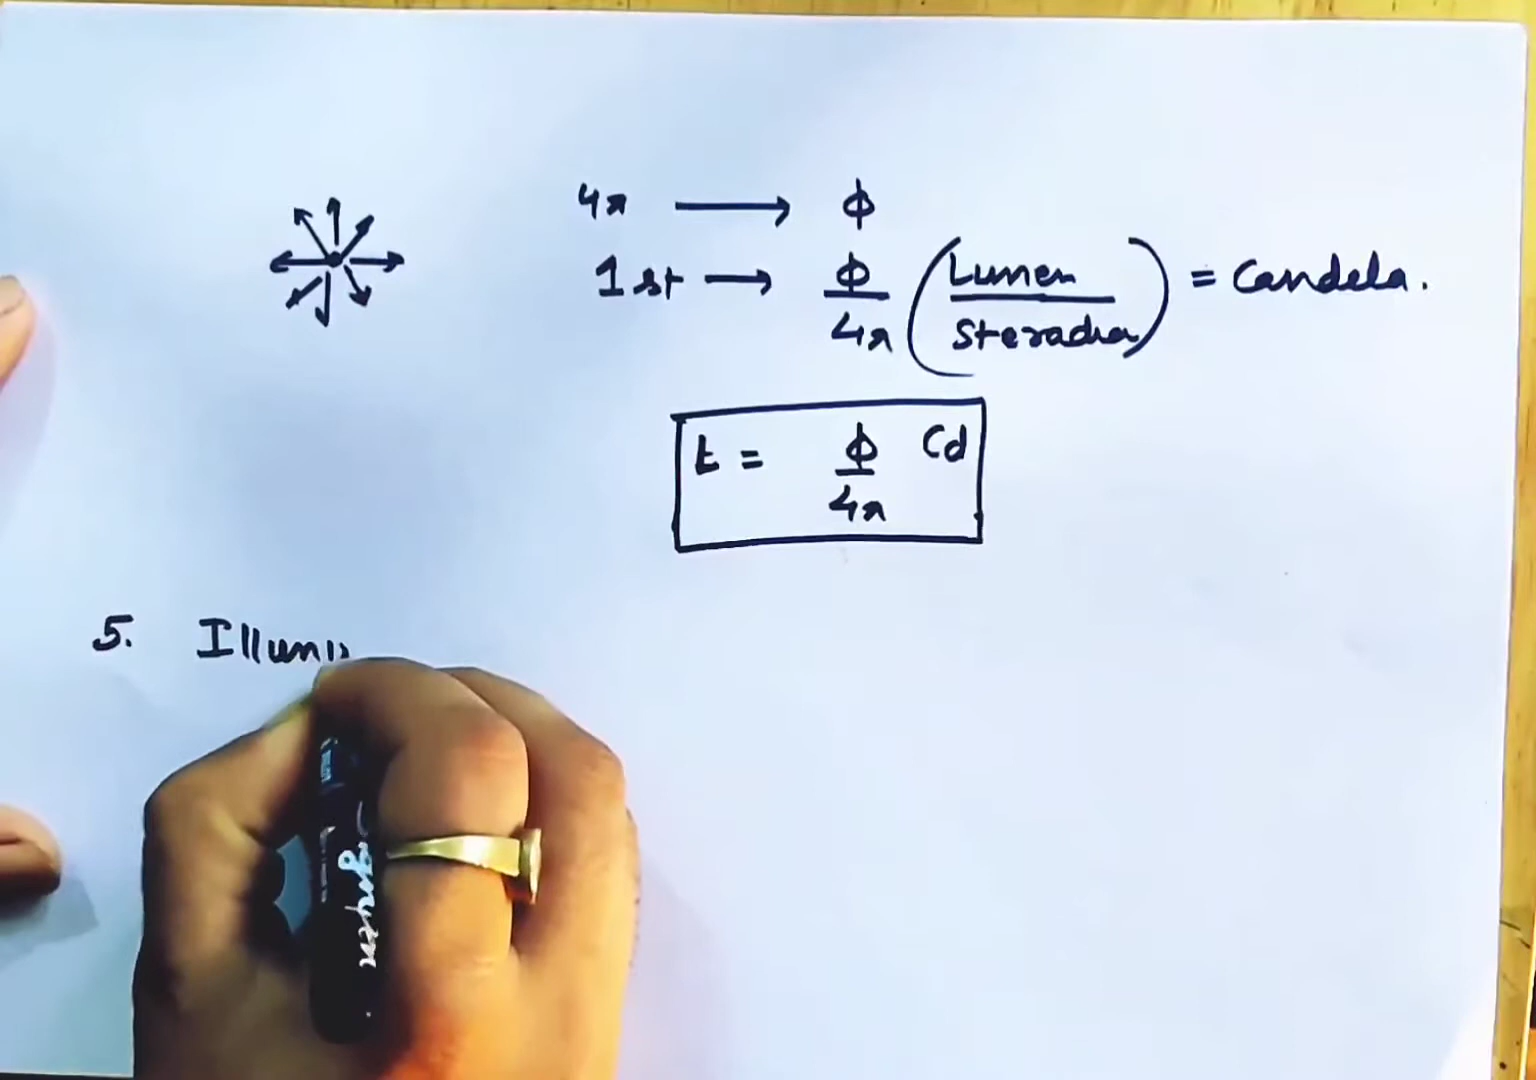 4π → Φ
1 st → Φ/4π (Lumen/Steradian) = Candela.
t = Φ/4π Cd
5. Illumi